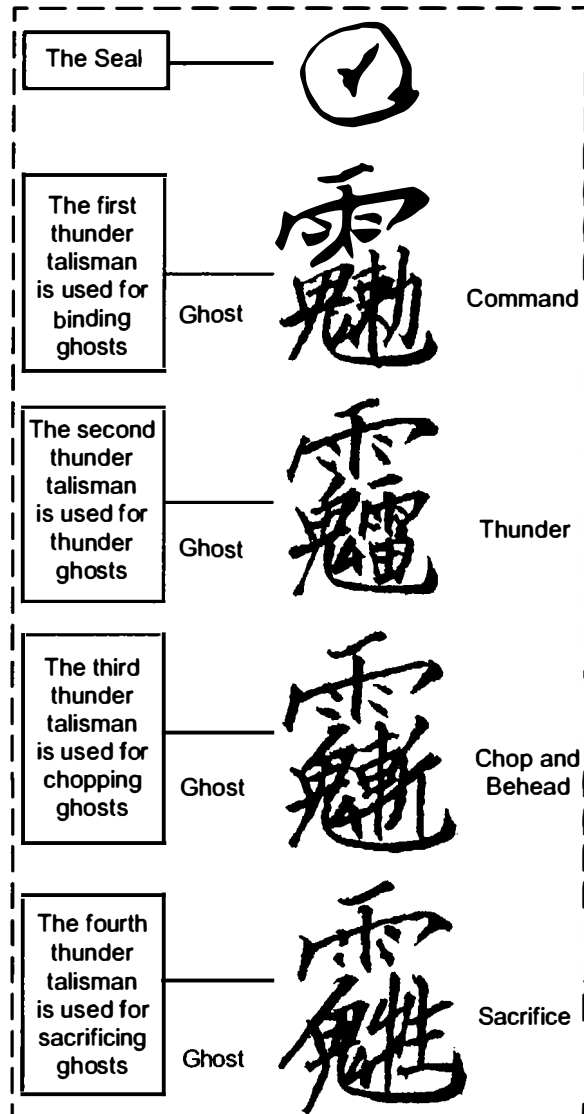 The Seal
The first
thunder
talisman
is used for
binding
ghosts
Ghost
Command
The second
thunder
talisman
is used for
thunder
ghosts
Ghost
Thunder
The third
thunder
talisman
is used for
chopping
ghosts
Ghost
Chop and
Behead
The fourth
thunder
talisman
is used for
sacrificing
ghosts
Ghost
Sacrifice